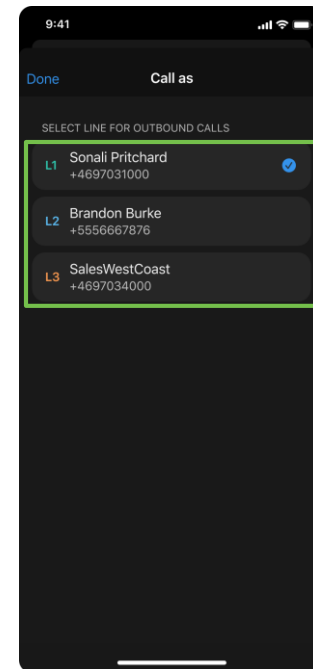 9:41
Done
Call as
SELECT LINE FOR OUTBOUND CALLS
L1 Sonali Pritchard
+4697031000
L2 Brandon Burke
+5556667876
L3 SalesWestCoast
+4697034000